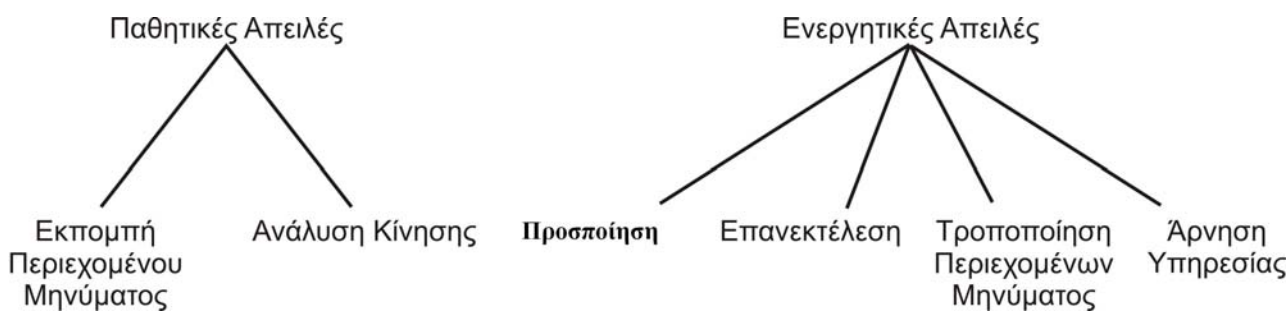 Παθητικές Απειλές
Ενεργητικές Απειλές
Εκπομπή
Περιεχομένου
Μηνύματος
Ανάλυση Κίνησης
Προσποίηση
Επανεκτέλεση
Τροποποίηση
Περιεχομένων
Μηνύματος
Άρνηση
Υπηρεσίας